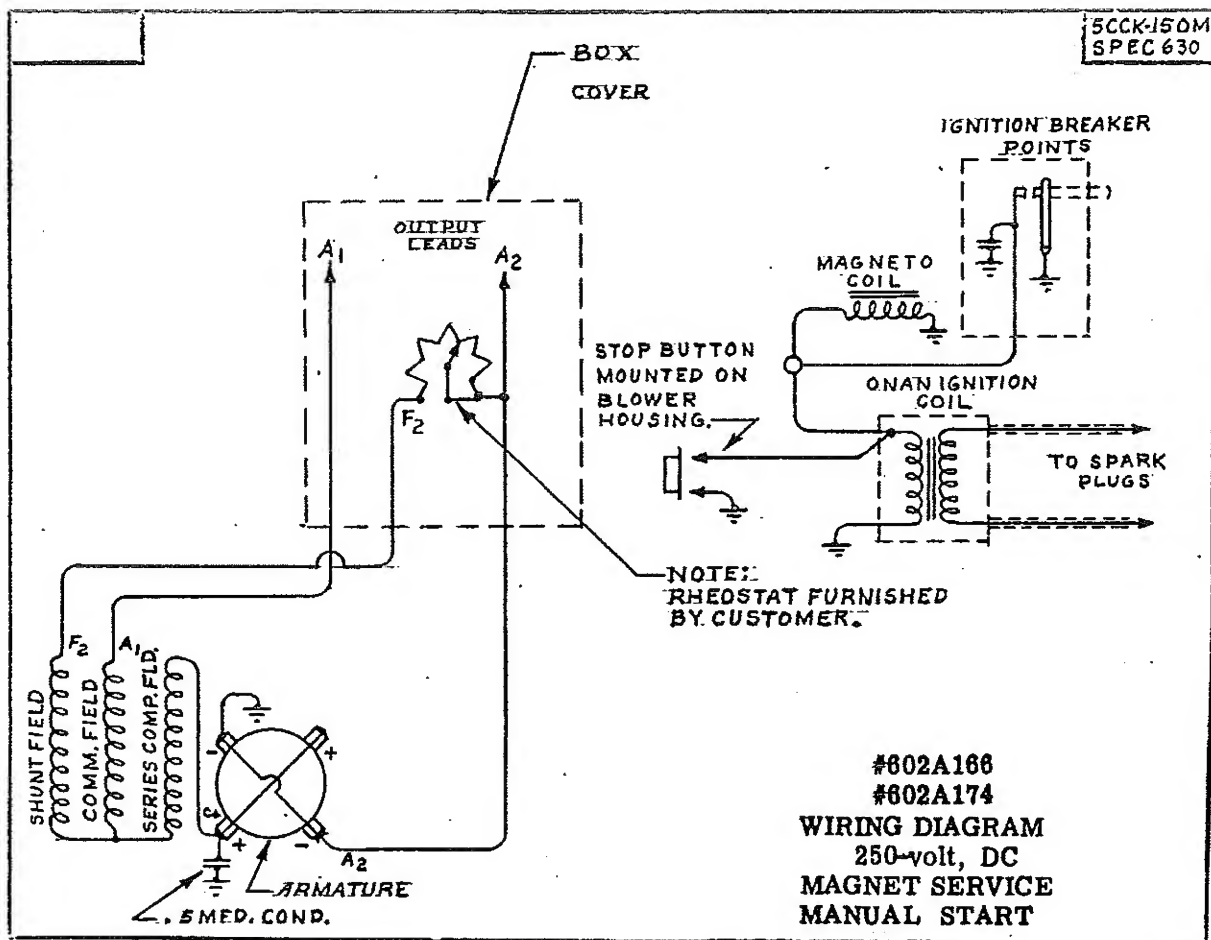 5CCK-150M
SPEC 630
BOX
COVER
IGNITION BREAKER
POINTS
OUTPUT
LEADS
A1
A2
MAGNETO
COIL
STOP BUTTON
MOUNTED ON
BLOWER
HOUSING.
ONAN IGNITION
COIL
F2
TO SPARK
PLUGS
NOTE:
RHEOSTAT FURNISHED
BY CUSTOMER.
F2
A1
SHUNT FIELD
COMM. FIELD
SERIES COMP. FLD.
-
+
+
-
A2
ARMATURE
.5 MED. COND.
#602A166
#602A174
WIRING DIAGRAM
250-volt, DC
MAGNET SERVICE
MANUAL START